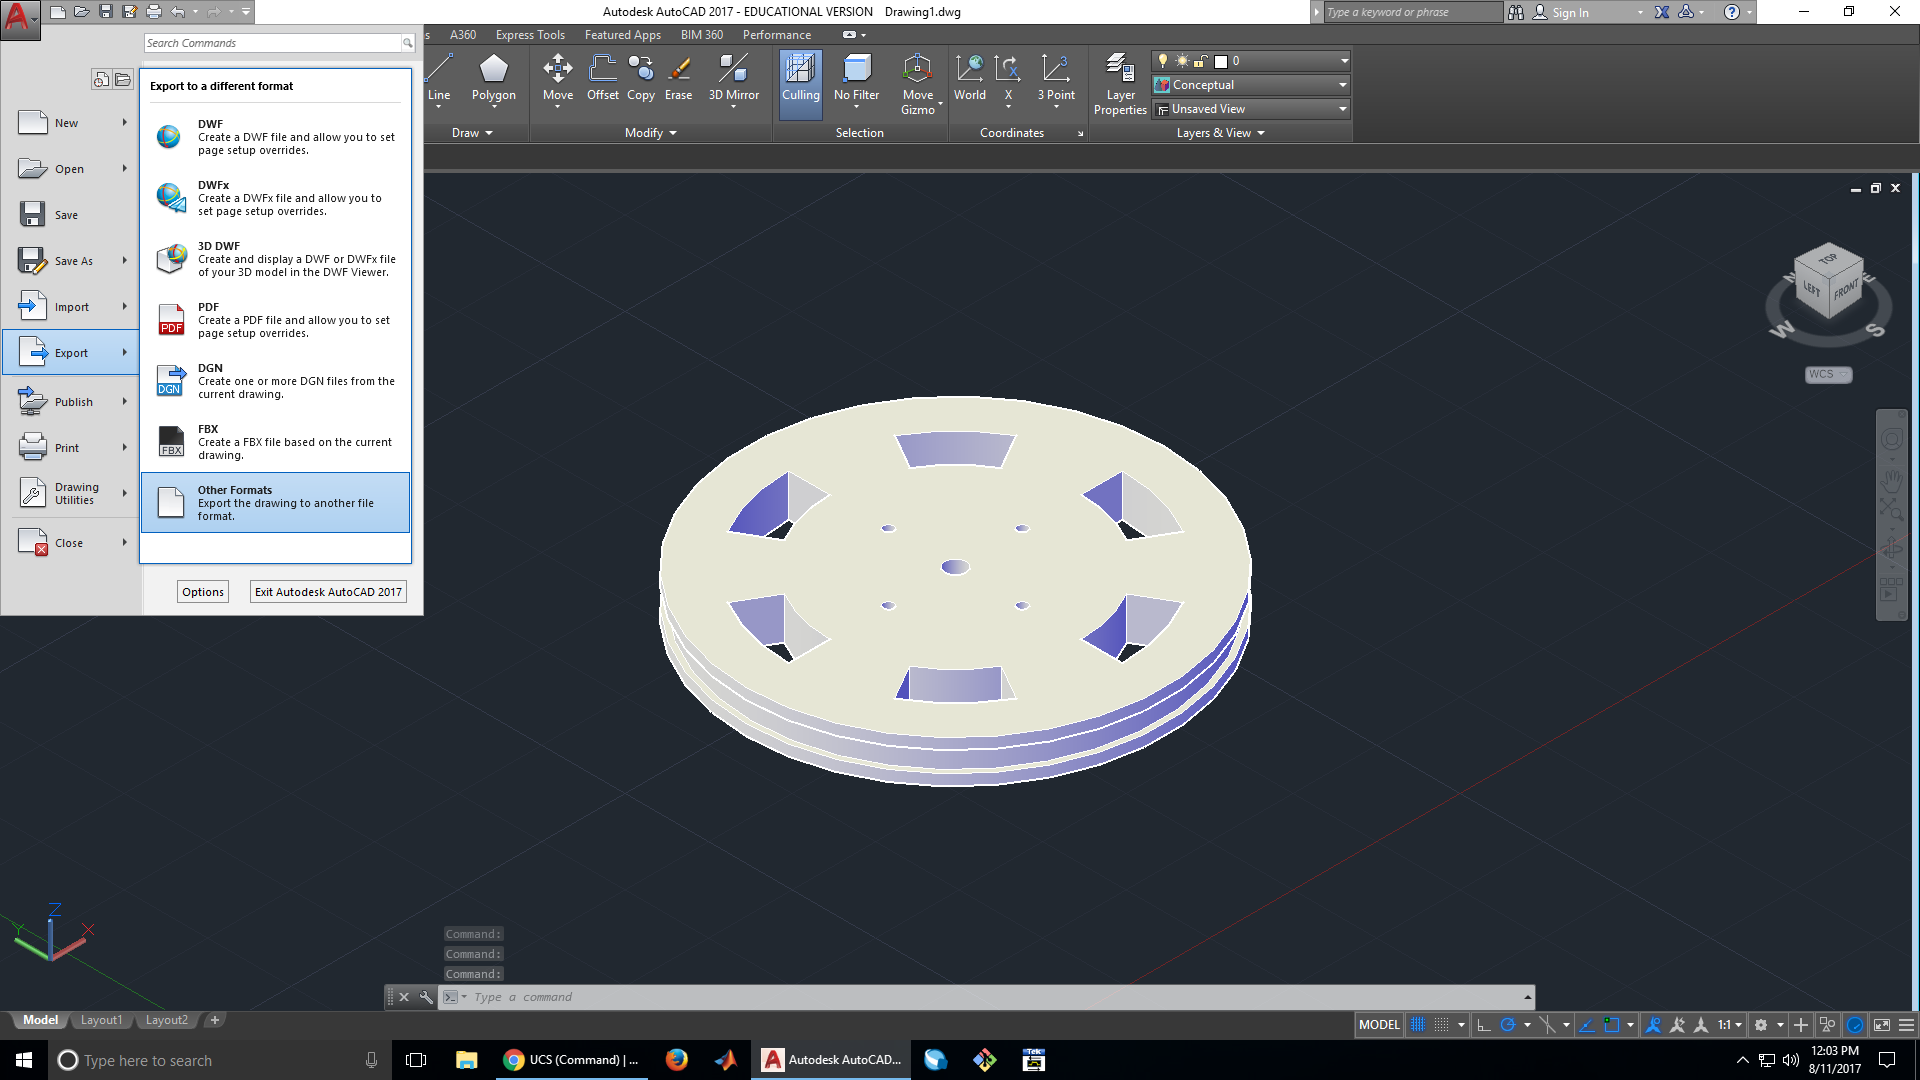 Autodesk AutoCAD 2017 - EDUCATIONAL VERSION Drawing1.dwg
Type a keyword or phrase
Sign In
Search Commands
A360 Express Tools Featured Apps BIM 360 Performance
Export to a different format
New
Open
Save
Save As
Import
Export
Publish
Print
Drawing
Utilities
Close
DWF
Create a DWF file and allow you to set
page setup overrides.
DWFx
Create a DWFx file and allow you to
set page setup overrides.
3D DWF
Create and display a DWF or DWFx file
of your 3D model in the DWF Viewer.
PDF
PDF
Create a PDF file and allow you to set
page setup overrides.
DGN
DGN
Create one or more DGN files from the
current drawing.
FBX
FBX
Create a FBX file based on the current
drawing.
Other Formats
Export the drawing to another file
format.
Options
Exit Autodesk AutoCAD 2017
Line
Polygon
Draw
Move
Offset
Copy
Erase
3D Mirror
Modify
Culling
No Filter
Move
Gizmo
Selection
World
X
3 Point
Coordinates
Layer
Properties
0
Conceptual
Unsaved View
Layers & View
TOP
LEFT
FRONT
N
E
W
S
WCS
Z
Y
X
Command:
Command:
Command:
Type a command
Model
Layout1
Layout2
MODEL
1:1
Type here to search
UCS (Command) | ...
Autodesk AutoCAD...
Tek
12:03 PM
8/11/2017